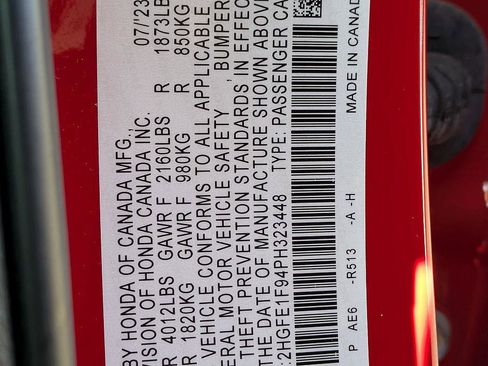 BY HONDA OF CANADA MFG., 07/23
VISION OF HONDA CANADA INC.
R 4012LBS GAWR F 2160LBS R 1873LB
R 1820KG GAWR F 980KG R 850KG
VEHICLE CONFORMS TO ALL APPLICABLE
ERAL MOTOR VEHICLE SAFETY , BUMPER
THEFT PREVENTION STANDARDS IN EFFEC
THE DATE OF MANUFACTURE SHOWN ABOVE
:2HGFE1F94PH323448 TYPE: PASSENGER CA
P AE6 -R513 -A -H MADE IN CANAD